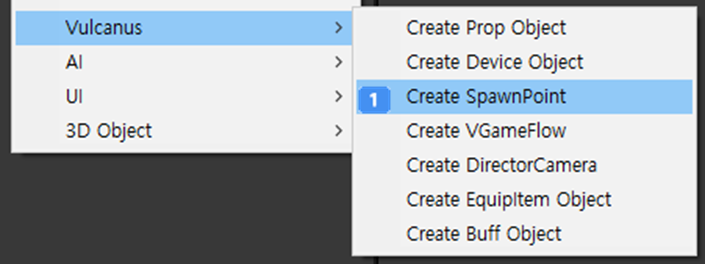 Vulcanus
AI
UI
3D Object
Create Prop Object
Create Device Object
1 Create SpawnPoint
Create VGameFlow
Create DirectorCamera
Create EquipItem Object
Create Buff Object